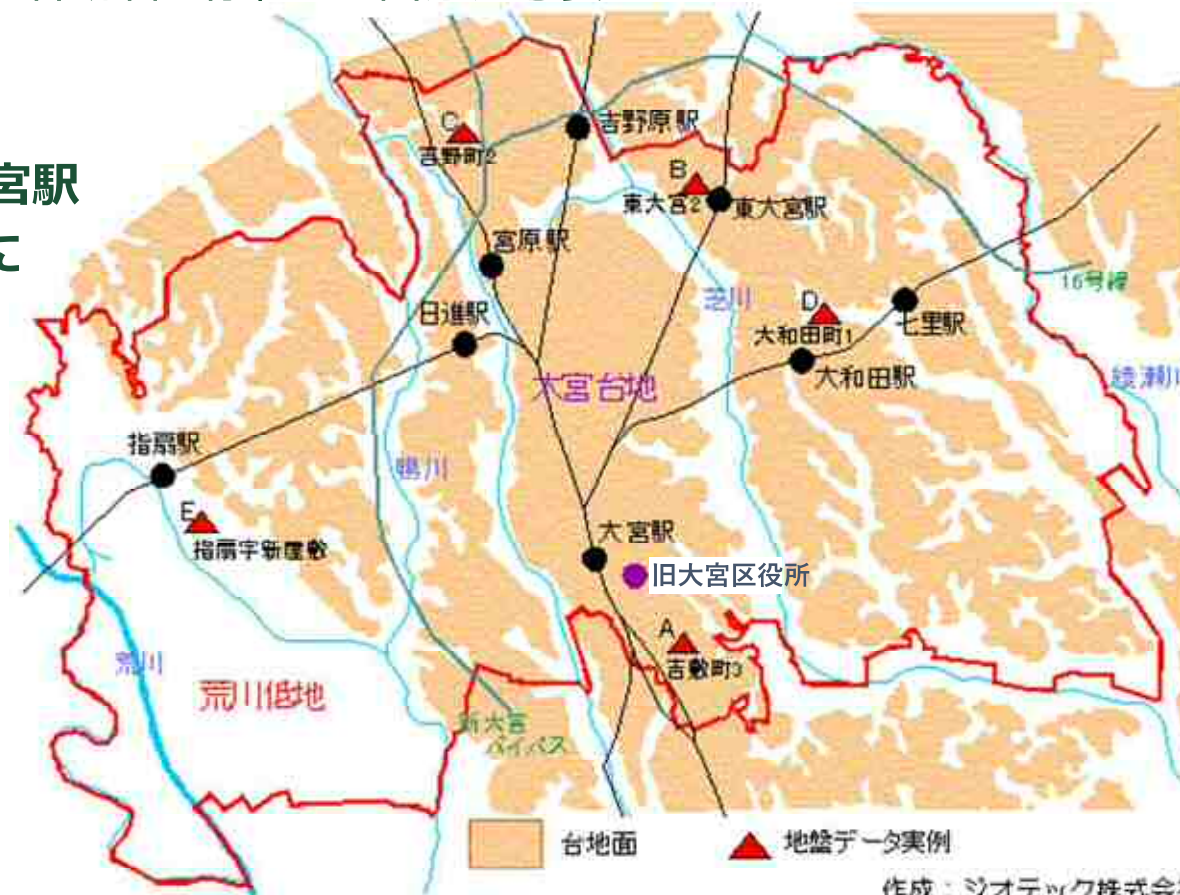 宮駅
に
C
吉野町2
吉野原駅
B
東大宮2
東大宮駅
宮原駅
16号線
日進駅
芝川
D
七里駅
大和田町1
大和田駅
綾瀬川
大宮台地
指扇駅
鴨川
E
指扇字新屋敷
大宮駅
旧大宮区役所
A
吉敷町3
荒川
荒川低地
新大宮
バイパス
台地面
地盤データ実例
作成:ジオテック株式会